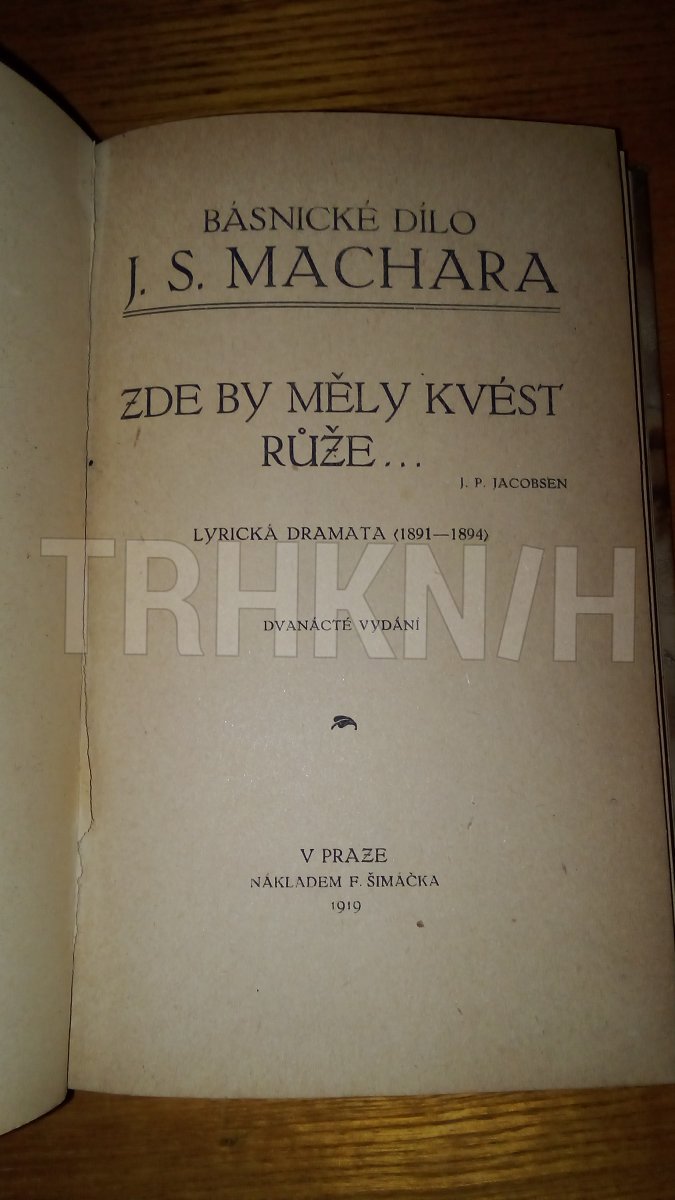 BÁSNICKÉ DÍLO
J. S. MACHARA
ZDE BY MĚLY KVÉST
RŮŽE...
J. P. JACOBSEN
LYRICKÁ DRAMATA (1891—1894)
TRHKN/H
DVANÁCTÉ VYDÁNÍ
V PRAZE
NÁKLADEM F. ŠIMÁČKA
1919